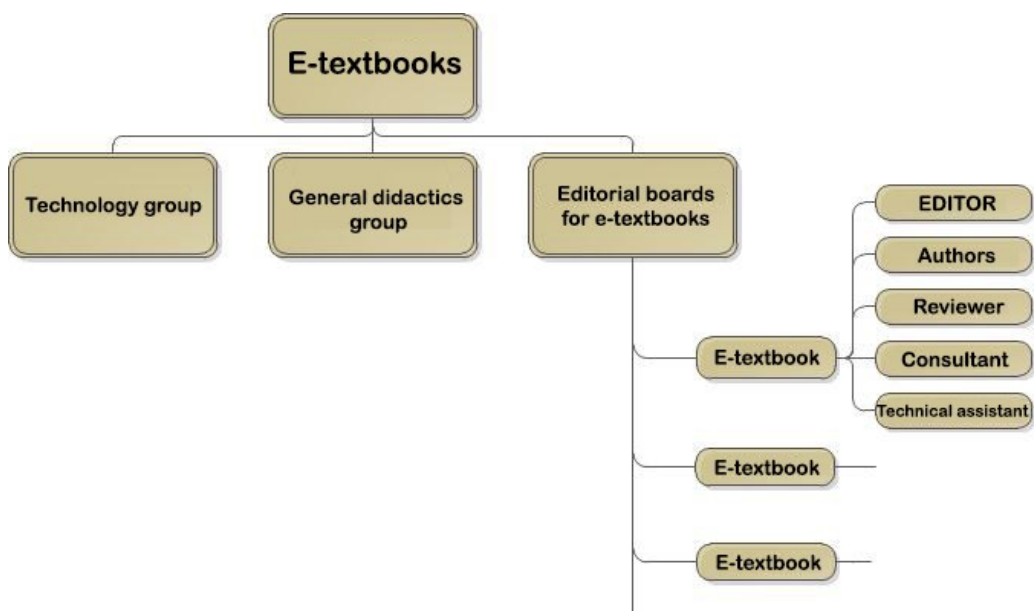 E-textbooks
Technology group
General didactics
group
Editorial boards
for e-textbooks
EDITOR
Authors
Reviewer
E-textbook
Consultant
Technical assistant
E-textbook
E-textbook